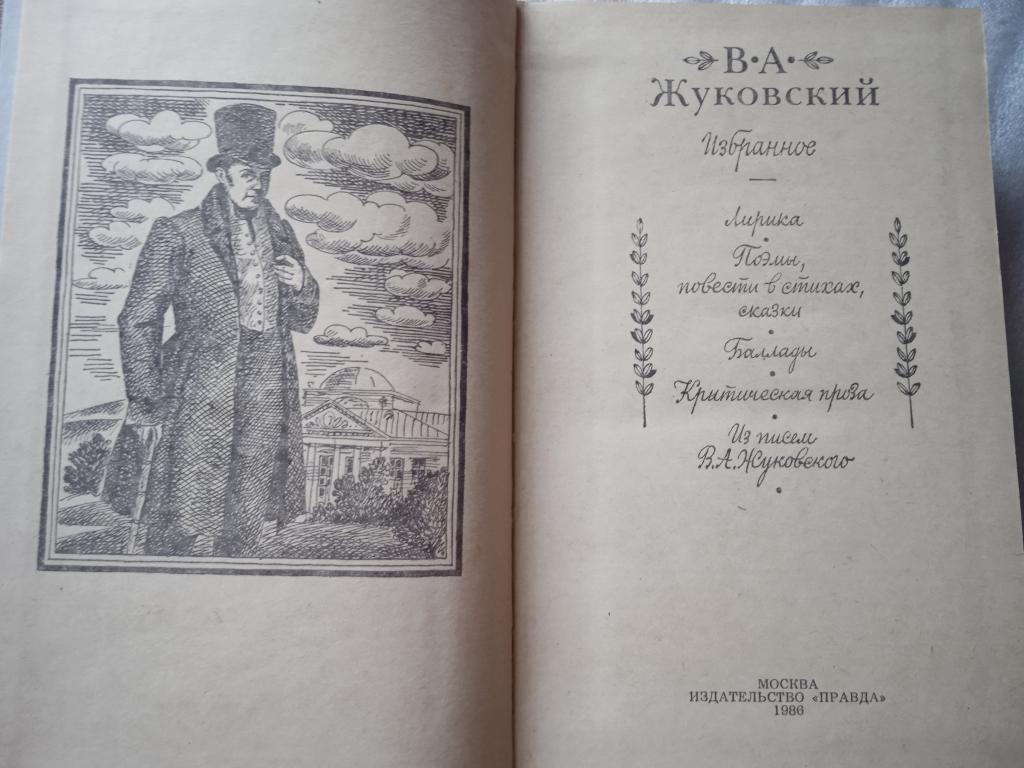 В·А·
Жуковский
Избранное
Лирика
Поэмы,
повести в стихах,
сказки
Баллады
Критическая проза
Из писем
В.А.Жуковского
МОСКВА
ИЗДАТЕЛЬСТВО «ПРАВДА»
1986